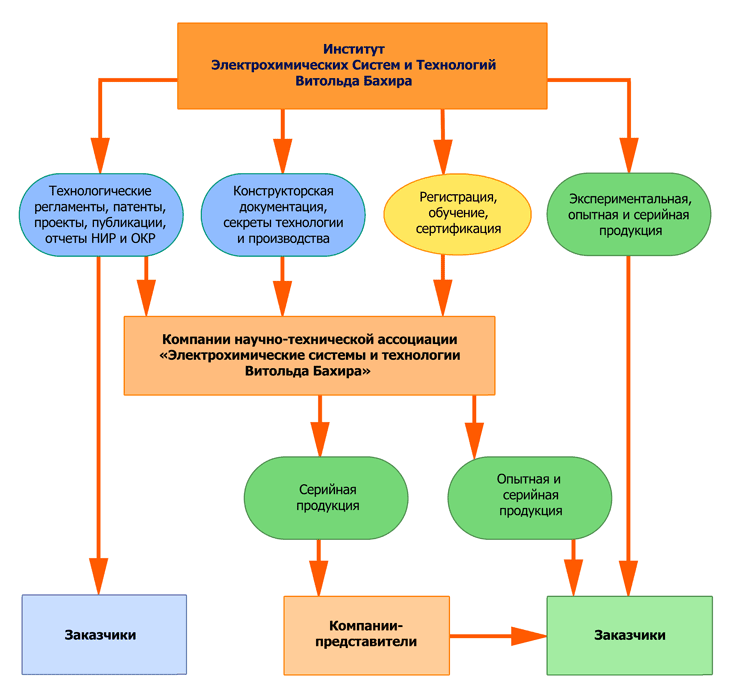 Институт
Электрохимических Систем и Технологий
Витольда Бахира
Технологические
регламенты, патенты,
проекты, публикации,
отчеты НИР и ОКР
Конструкторская
документация,
секреты технологии
и производства
Регистрация,
обучение,
сертификация
Экспериментальная,
опытная и серийная
продукция
Компании научно-технической ассоциации
«Электрохимические системы и технологии
Витольда Бахира»
Серийная
продукция
Опытная и
серийная
продукция
Заказчики
Компании-
представители
Заказчики